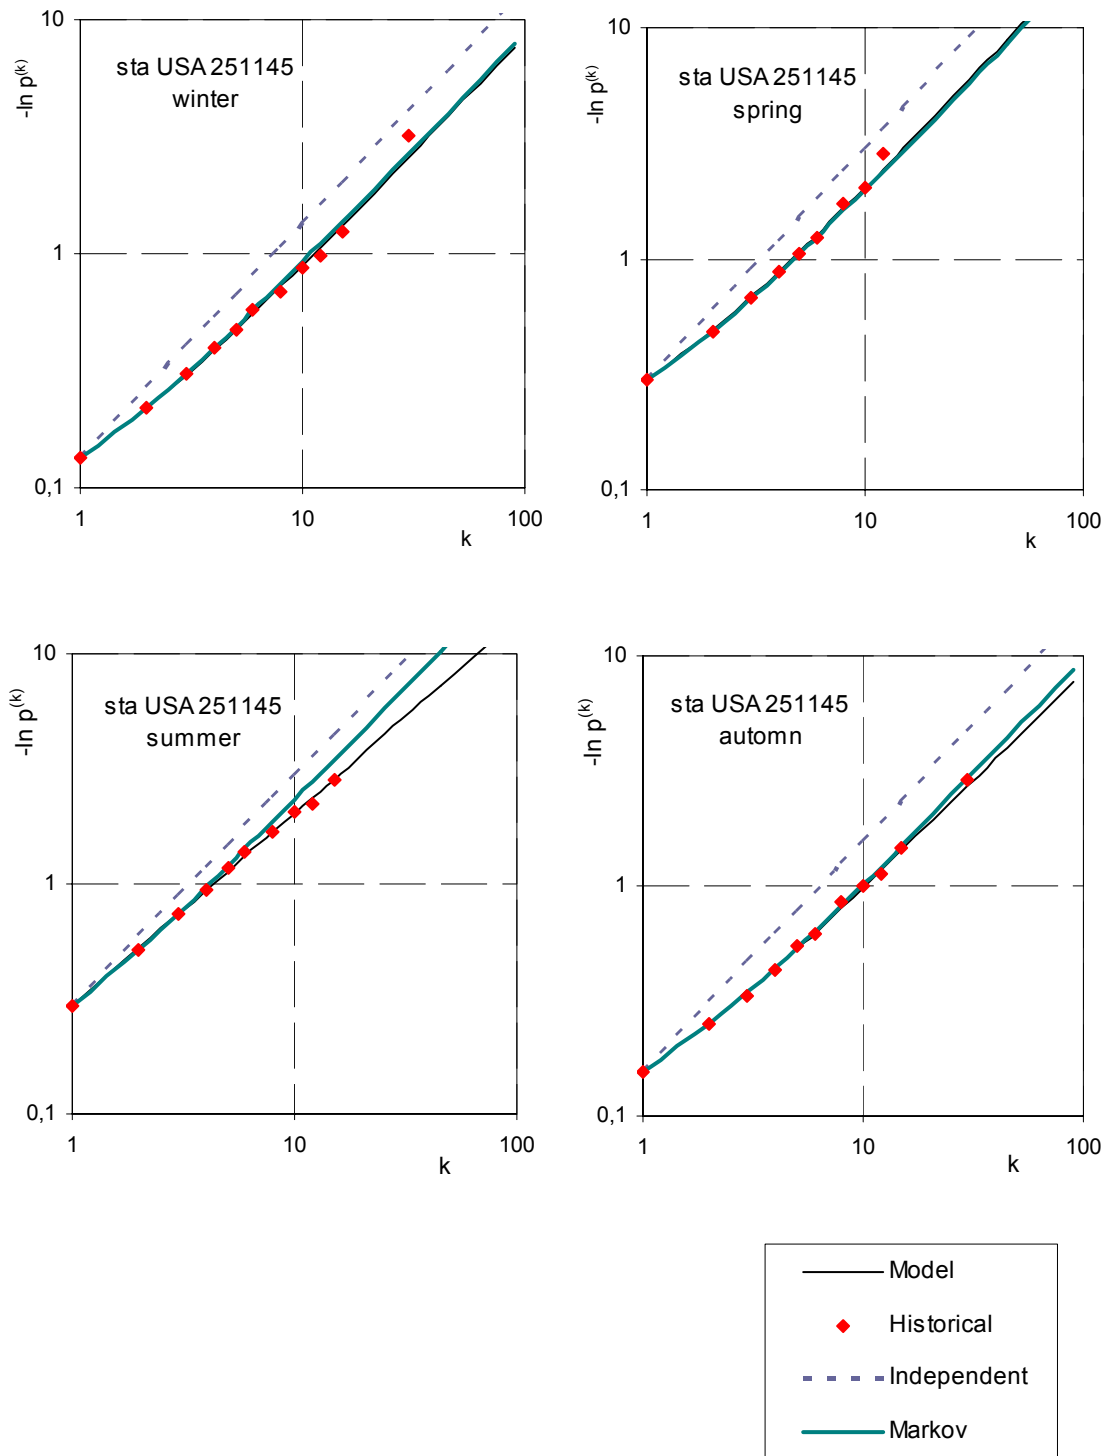 10
sta USA 251145
winter
-ln p(k)
1
0,1
1
10
100
k
10
sta USA 251145
spring
-ln p(k)
1
0,1
1
10
100
k
10
sta USA 251145
summer
-ln p(k)
1
0,1
1
10
100
k
10
sta USA 251145
automn
-ln p(k)
1
0,1
1
10
100
k
Model
Historical
Independent
Markov